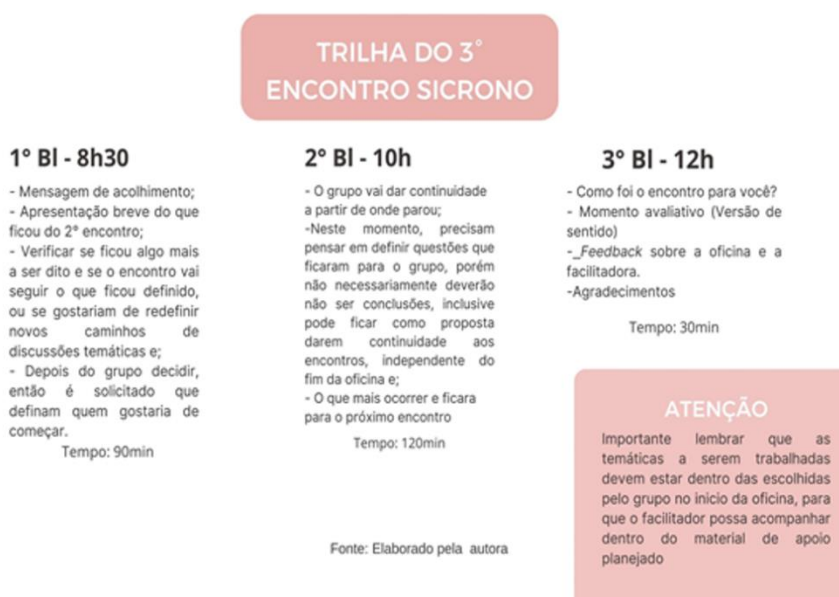 TRILHA DO 3°
ENCONTRO SICRONO
1° Bl - 8h30
- Mensagem de acolhimento;
- Apresentação breve do que
ficou do 2° encontro;
- Verificar se ficou algo mais
a ser dito e se o encontro vai
seguir o que ficou definido,
ou se gostariam de redefinir
novos caminhos de
discussões temáticas e;
- Depois do grupo decidir,
então é solicitado que
definam quem gostaria de
começar.
Tempo: 90min
2° Bl - 10h
- O grupo vai dar continuidade
a partir de onde parou;
-Neste momento, precisam
pensar em definir questões que
ficaram para o grupo, porém
não necessariamente deverão
não ser conclusões, inclusive
pode ficar como proposta
darem continuidade aos
encontros, independente do
fim da oficina e;
- O que mais ocorrer e ficara
para o próximo encontro
Tempo: 120min
3° Bl - 12h
- Como foi o encontro para você?
- Momento avaliativo (Versão de
sentido)
-_Feedback sobre a oficina e a
facilitadora.
-Agradecimentos
Tempo: 30min
ATENÇÃO
Importante lembrar que as
temáticas a serem trabalhadas
devem estar dentro das escolhidas
pelo grupo no inicio da oficina, para
que o facilitador possa acompanhar
dentro do material de apoio
planejado
Fonte: Elaborado pela autora